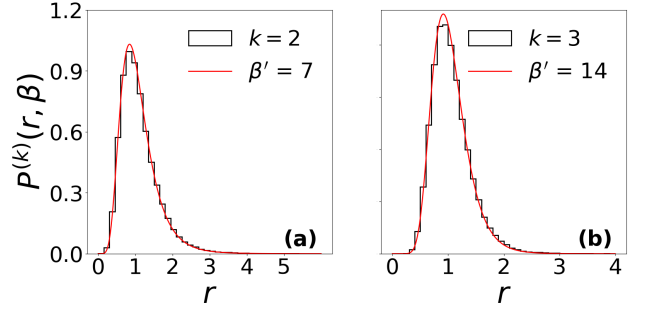 P^(k)(r, β)
1.2
0.9
0.6
0.3
0.0
k = 2
β′ = 7
(a)
0 1 2 3 4 5
r
k = 3
β′ = 14
(b)
0 1 2 3 4
r